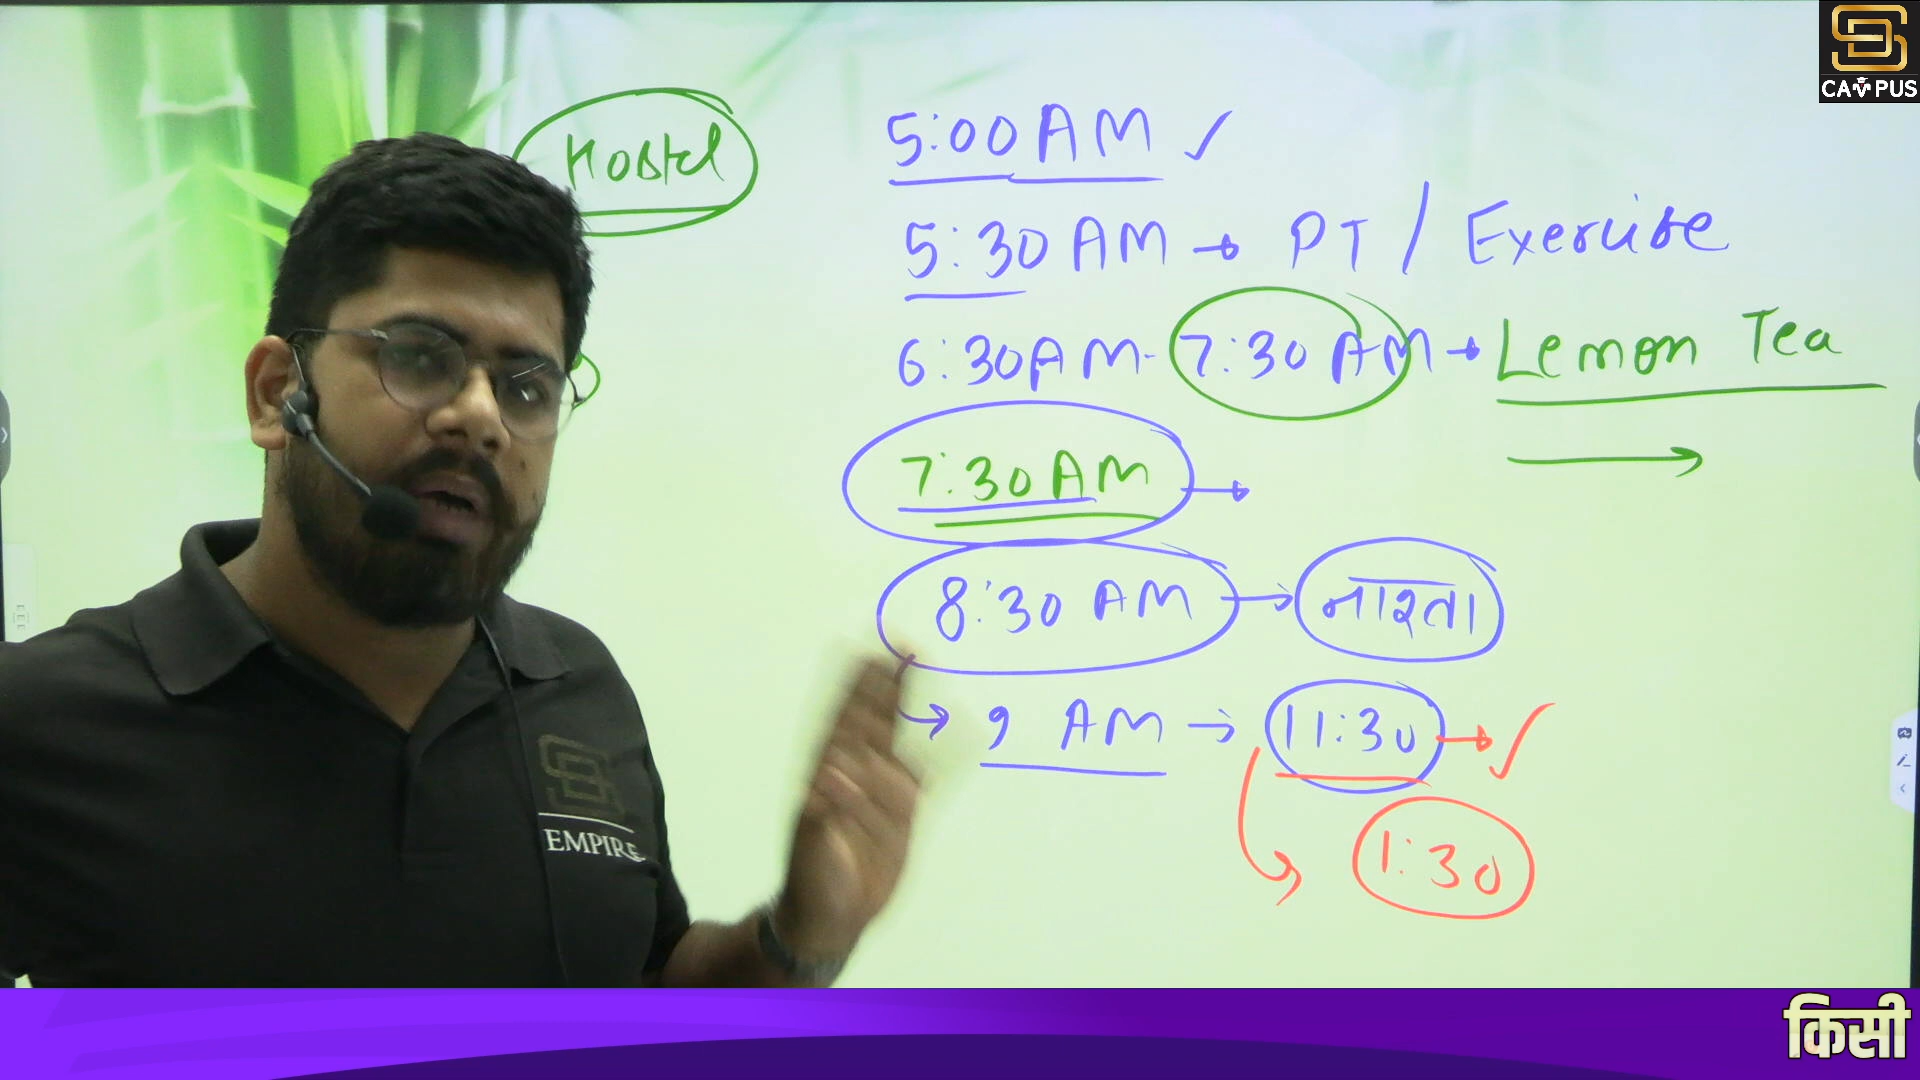 SD
CAMPUS
Hostel
5:00 AM ✓
5:30 AM → PT / Exercise
6:30 AM - 7:30 AM → Lemon Tea
7:30 AM →
8:30 AM → नाश्ता
→ 9 AM → 11:30 → ✓
1:30
EMPIRE
किसी